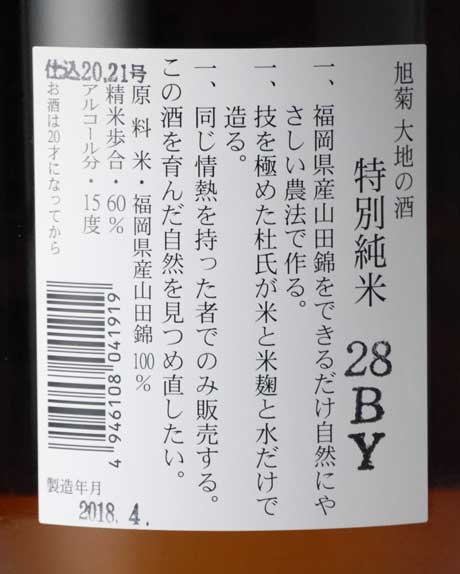 旭菊 大地の酒
特別純米 28BY
一、福岡県産山田錦をできるだけ自然にや
さしい農法で作る。
一、技を極めた杜氏が米と米麹と水だけで
造る。
一、同じ情熱を持った者でのみ販売する。
この酒を育んだ自然を見つめ直したい。
原料米・福岡県産山田錦100%
精米歩合・60%
アルコール分・15度
お酒は20才になってから
仕込20,21号
4946108041919
製造年月
2018.4.